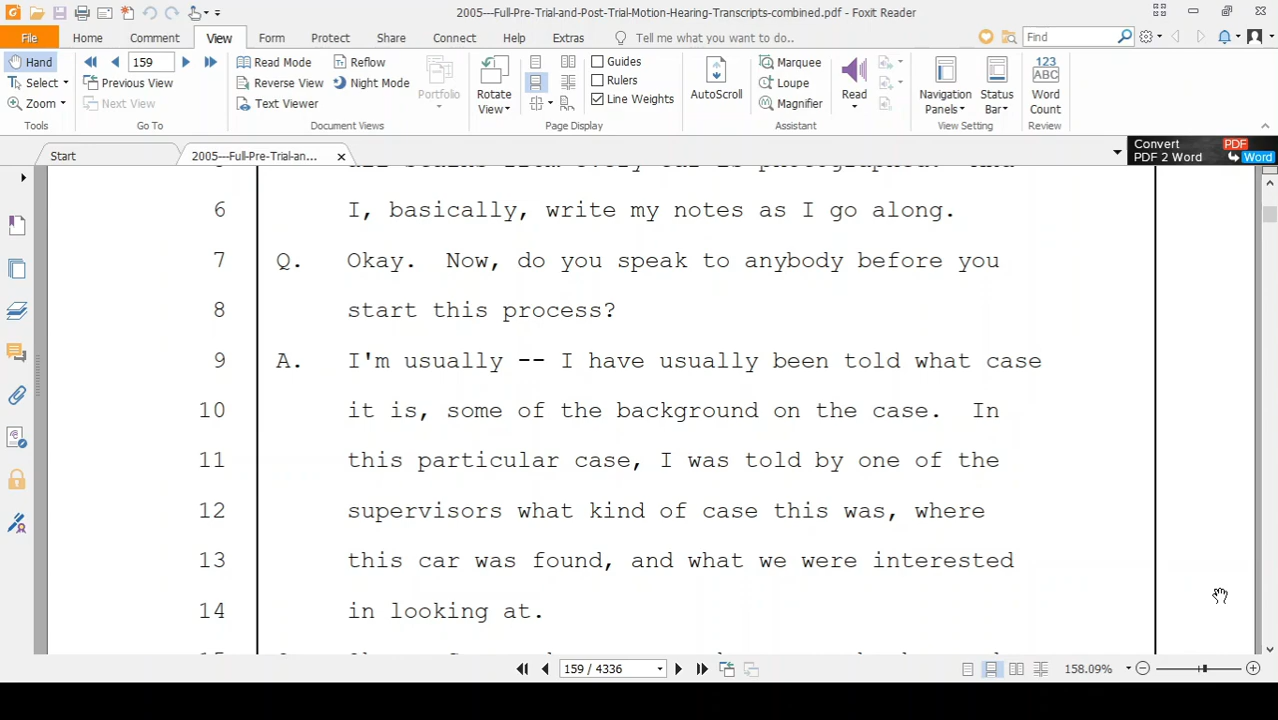 2005---Full-Pre-Trial-and-Post-Trial-Motion-Hearing-Transcripts-combined.pdf - Foxit Reader
File Home Comment View Form Protect Share Connect Help Extras Tell me what you want to do.. Find
Hand 159 Read Mode Reflow Guides Marquee
Select Previous View Reverse View Night Mode Rulers Loupe
Zoom Next View Text Viewer Portfolio Rotate View Line Weights AutoScroll Magnifier Read Navigation Panels Status Bar 123 ABC Word Count
Tools Go To Document Views Page Display Assistant View Setting Review
Start 2005---Full-Pre-Trial-an... Convert PDF
PDF 2 Word Word
6 I, basically, write my notes as I go along.
7 Q. Okay. Now, do you speak to anybody before you
8 start this process?
9 A. I'm usually -- I have usually been told what case
10 it is, some of the background on the case. In
11 this particular case, I was told by one of the
12 supervisors what kind of case this was, where
13 this car was found, and what we were interested
14 in looking at.
159 / 4336 158.09%